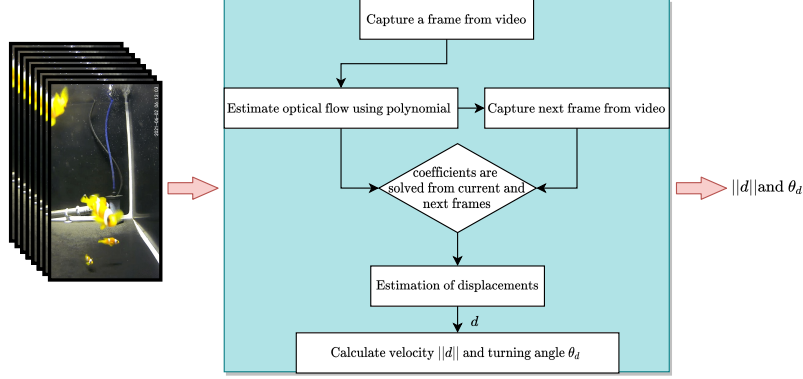 Capture a frame from video
Estimate optical flow using polynomial
Capture next frame from video
coefficients are
solved from current and
next frames
Estimation of displacements
d
Calculate velocity ||d|| and turning angle θ_d
||d||and θ_d